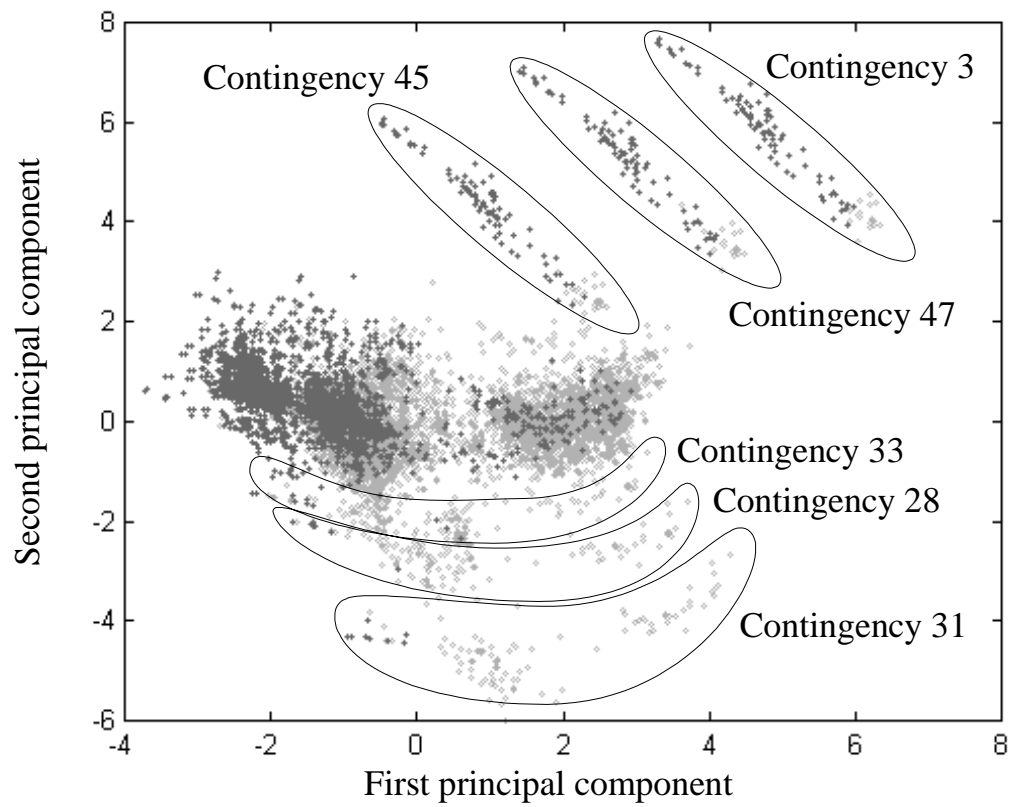 8
6
4
2
0
-2
-4
-6
-4
-2
0
2
4
6
8
Second principal component
First principal component
Contingency 45
Contingency 3
Contingency 47
Contingency 33
Contingency 28
Contingency 31